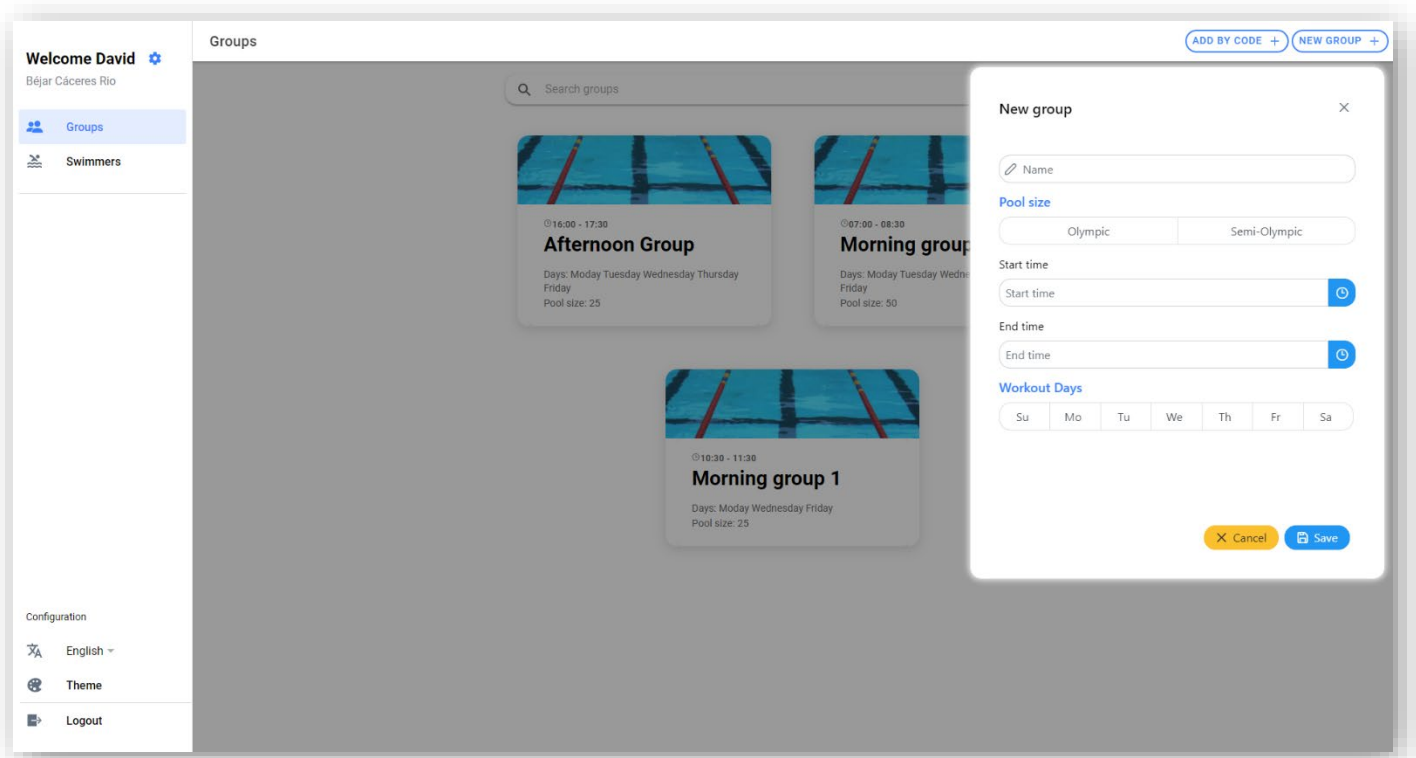 Welcome David
Béjar Cáceres Rio
Groups
Swimmers
Configuration
English
Theme
Logout
Groups
ADD BY CODE +
NEW GROUP +
Search groups
16:00 - 17:30
Afternoon Group
Days: Moday Tuesday Wednesday Thursday
Friday
Pool size: 25
07:00 - 08:30
Morning group
Days: Moday Tuesday
Friday
Pool size: 50
10:30 - 11:30
Morning group 1
Days: Moday Wednesday Friday
Pool size: 25
New group
Name
Pool size
Olympic Semi-Olympic
Start time
Start time
End time
End time
Workout Days
Su Mo Tu We Th Fr Sa
Cancel Save